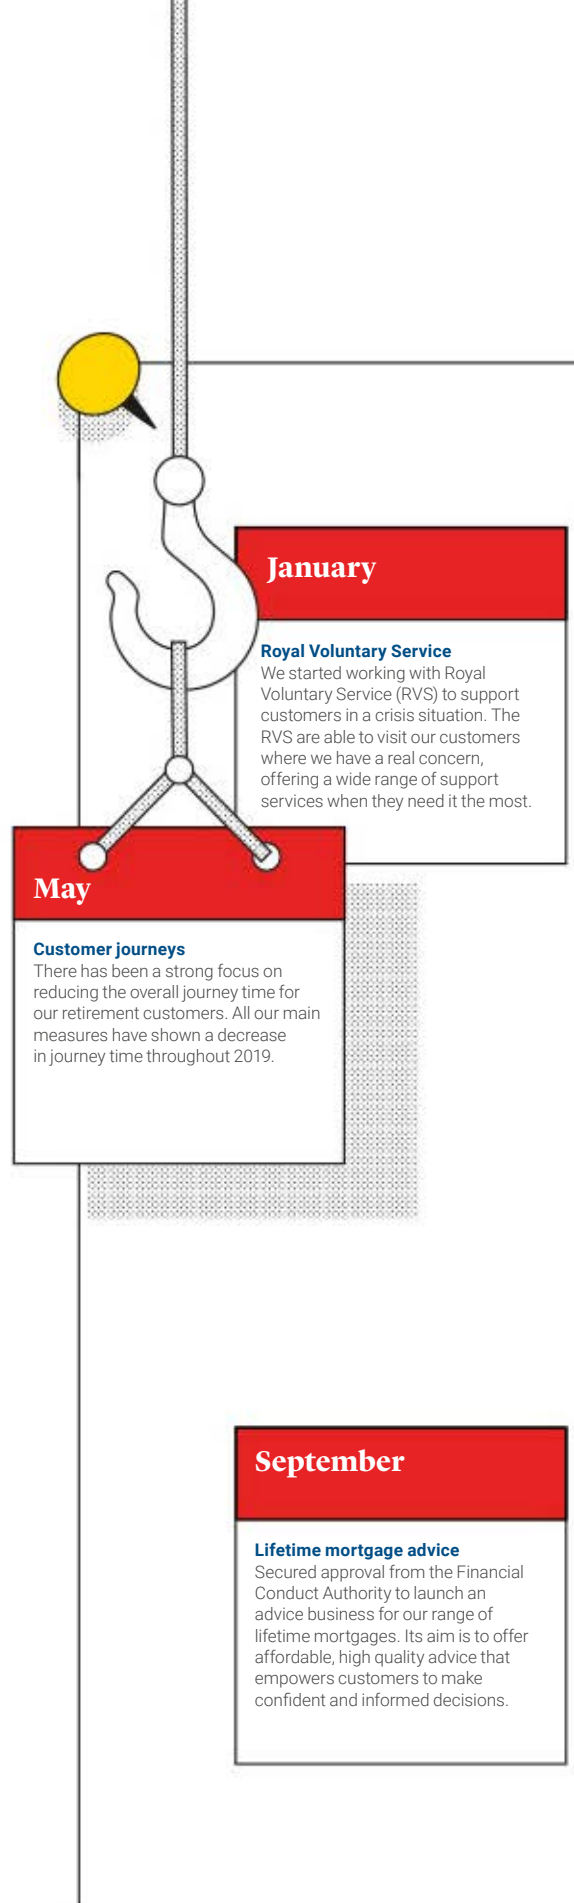 January
Royal Voluntary Service
We started working with Royal
Voluntary Service (RVS) to support
customers in a crisis situation. The
RVS are able to visit our customers
where we have a real concern,
offering a wide range of support
services when they need it the most.
May
Customer journeys
There has been a strong focus on
reducing the overall journey time for
our retirement customers. All our main
measures have shown a decrease
in journey time throughout 2019.
September
Lifetime mortgage advice
Secured approval from the Financial
Conduct Authority to launch an
advice business for our range of
lifetime mortgages. Its aim is to offer
affordable, high quality advice that
empowers customers to make
confident and informed decisions.